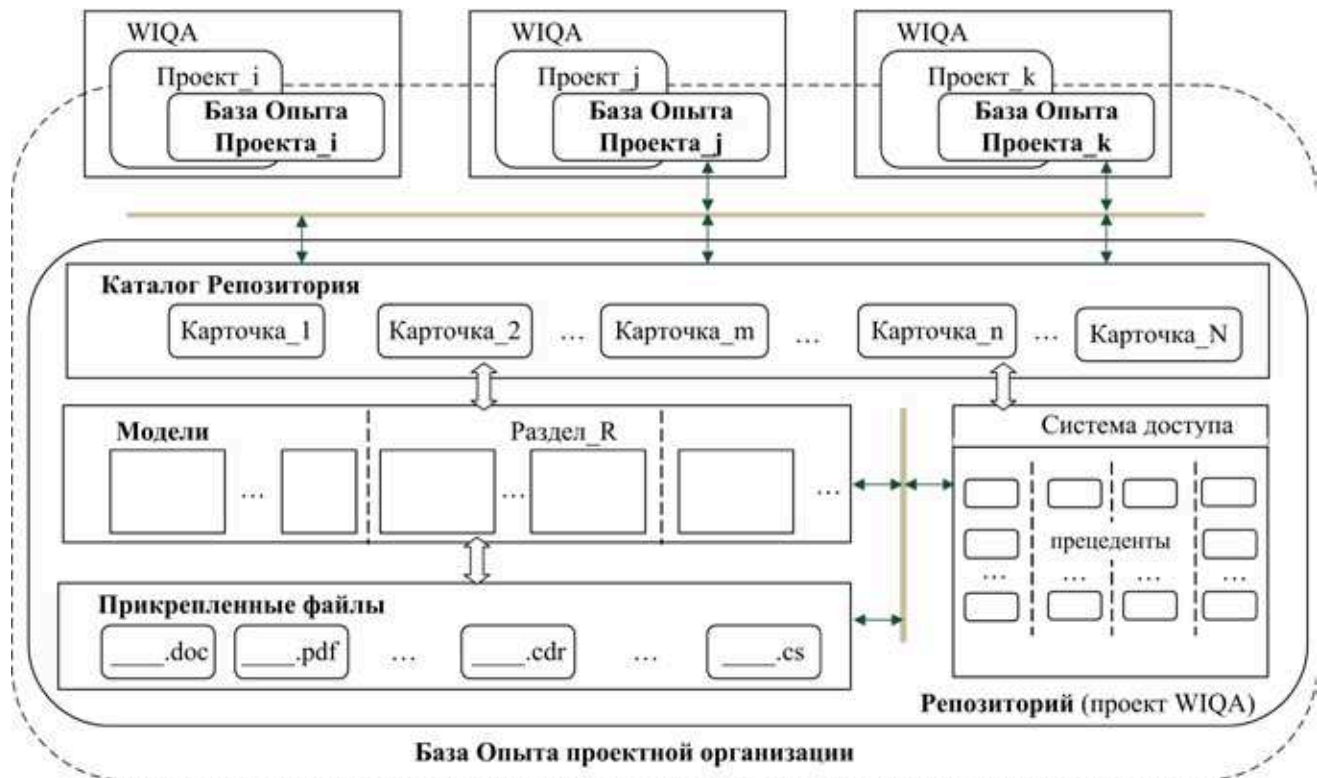 WIQA
WIQA
WIQA
Проект_i
Проект_j
Проект_k
База Опыта
Проекта_i
База Опыта
Проекта_j
База Опыта
Проекта_k
Каталог Репозитория
Карточка_1
Карточка_2
...
Карточка_m
...
Карточка_n
...
Карточка_N
Модели
Раздел_R
...
...
...
Система доступа
прецеденты
... ... ... ...
Прикрепленные файлы
____.doc
____.pdf
...
____.cdr
...
____.cs
Репозиторий (проект WIQA)
База Опыта проектной организации